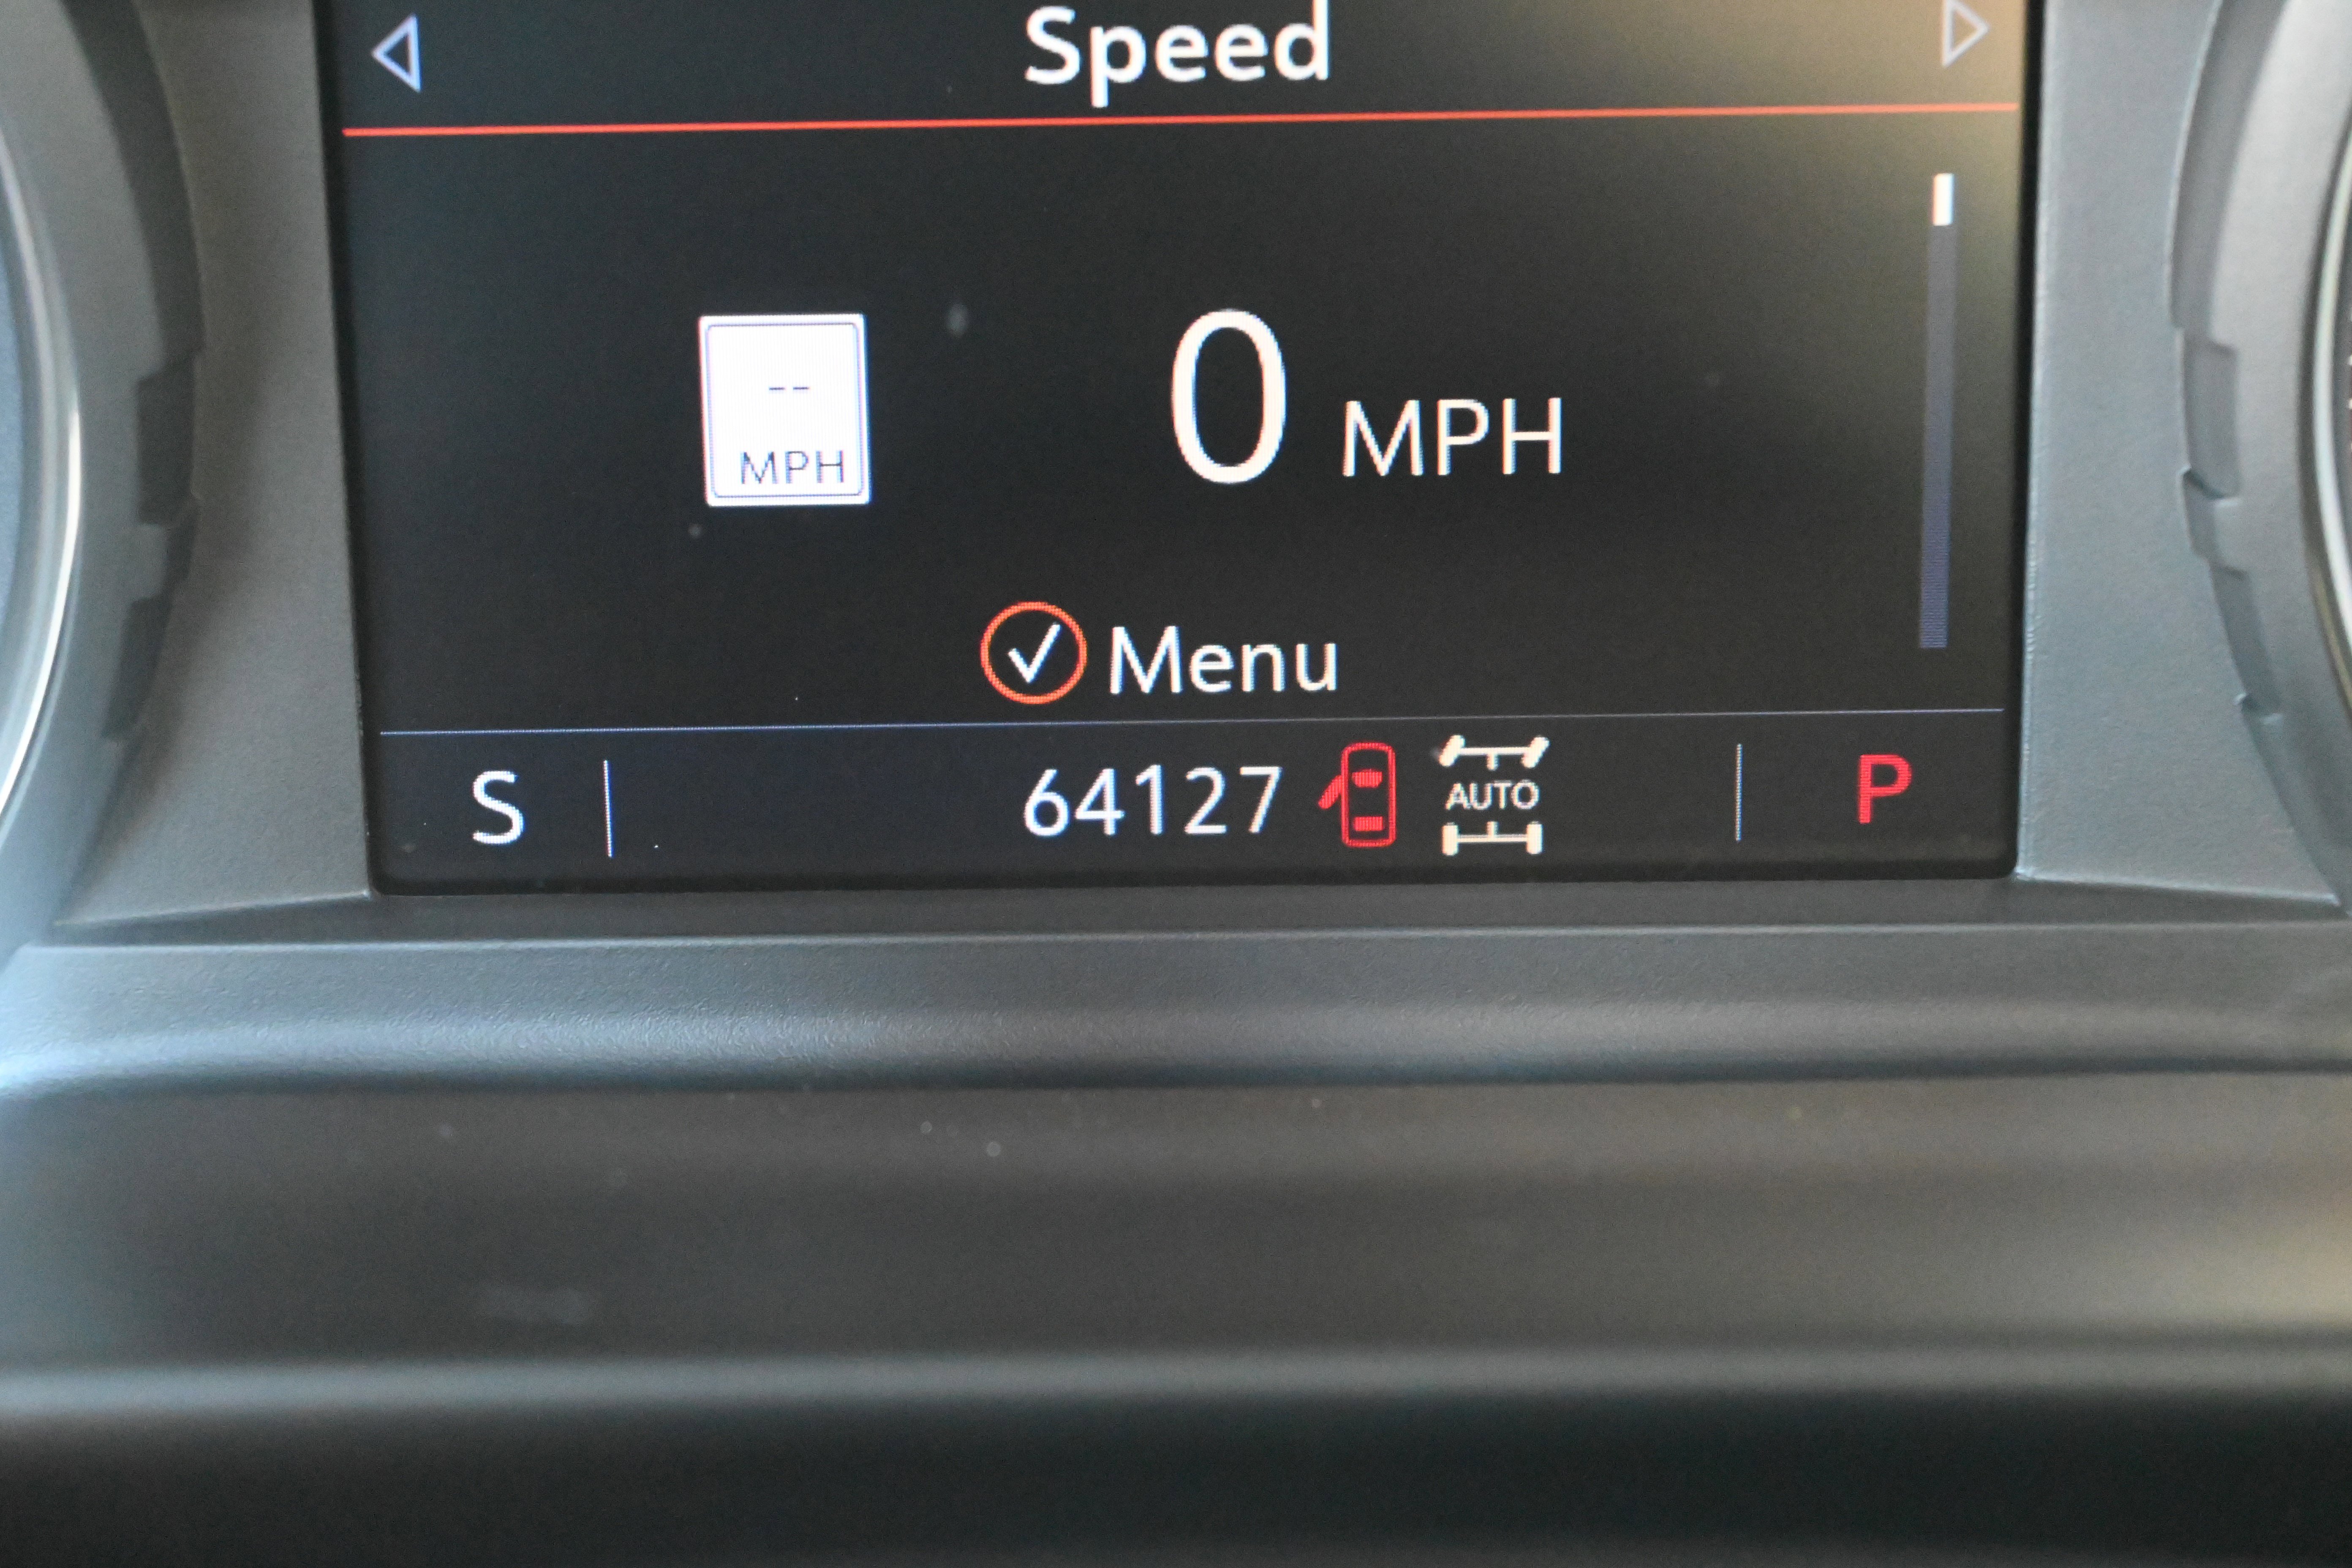 Speed
--
MPH
0 MPH
Menu
S 64127 AUTO P